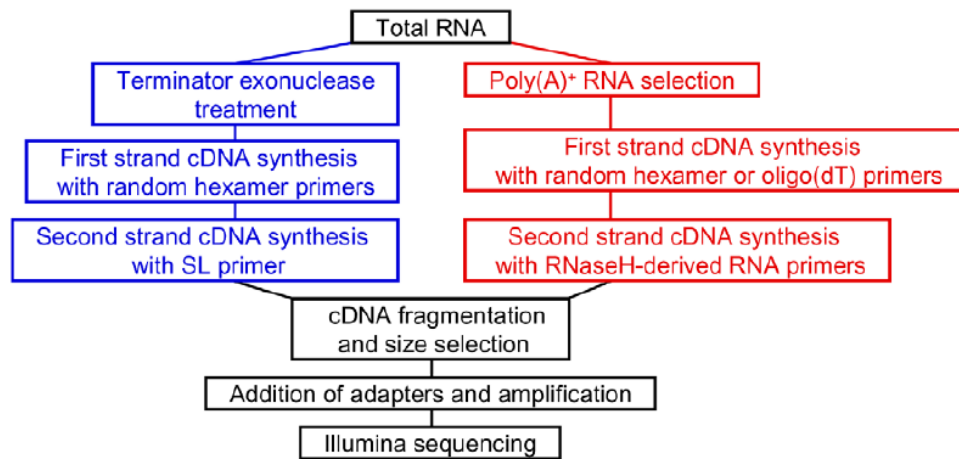 Total RNA
Terminator exonuclease
treatment
First strand cDNA synthesis
with random hexamer primers
Second strand cDNA synthesis
with SL primer
Poly(A)⁺ RNA selection
First strand cDNA synthesis
with random hexamer or oligo(dT) primers
Second strand cDNA synthesis
with RNaseH-derived RNA primers
cDNA fragmentation
and size selection
Addition of adapters and amplification
Illumina sequencing